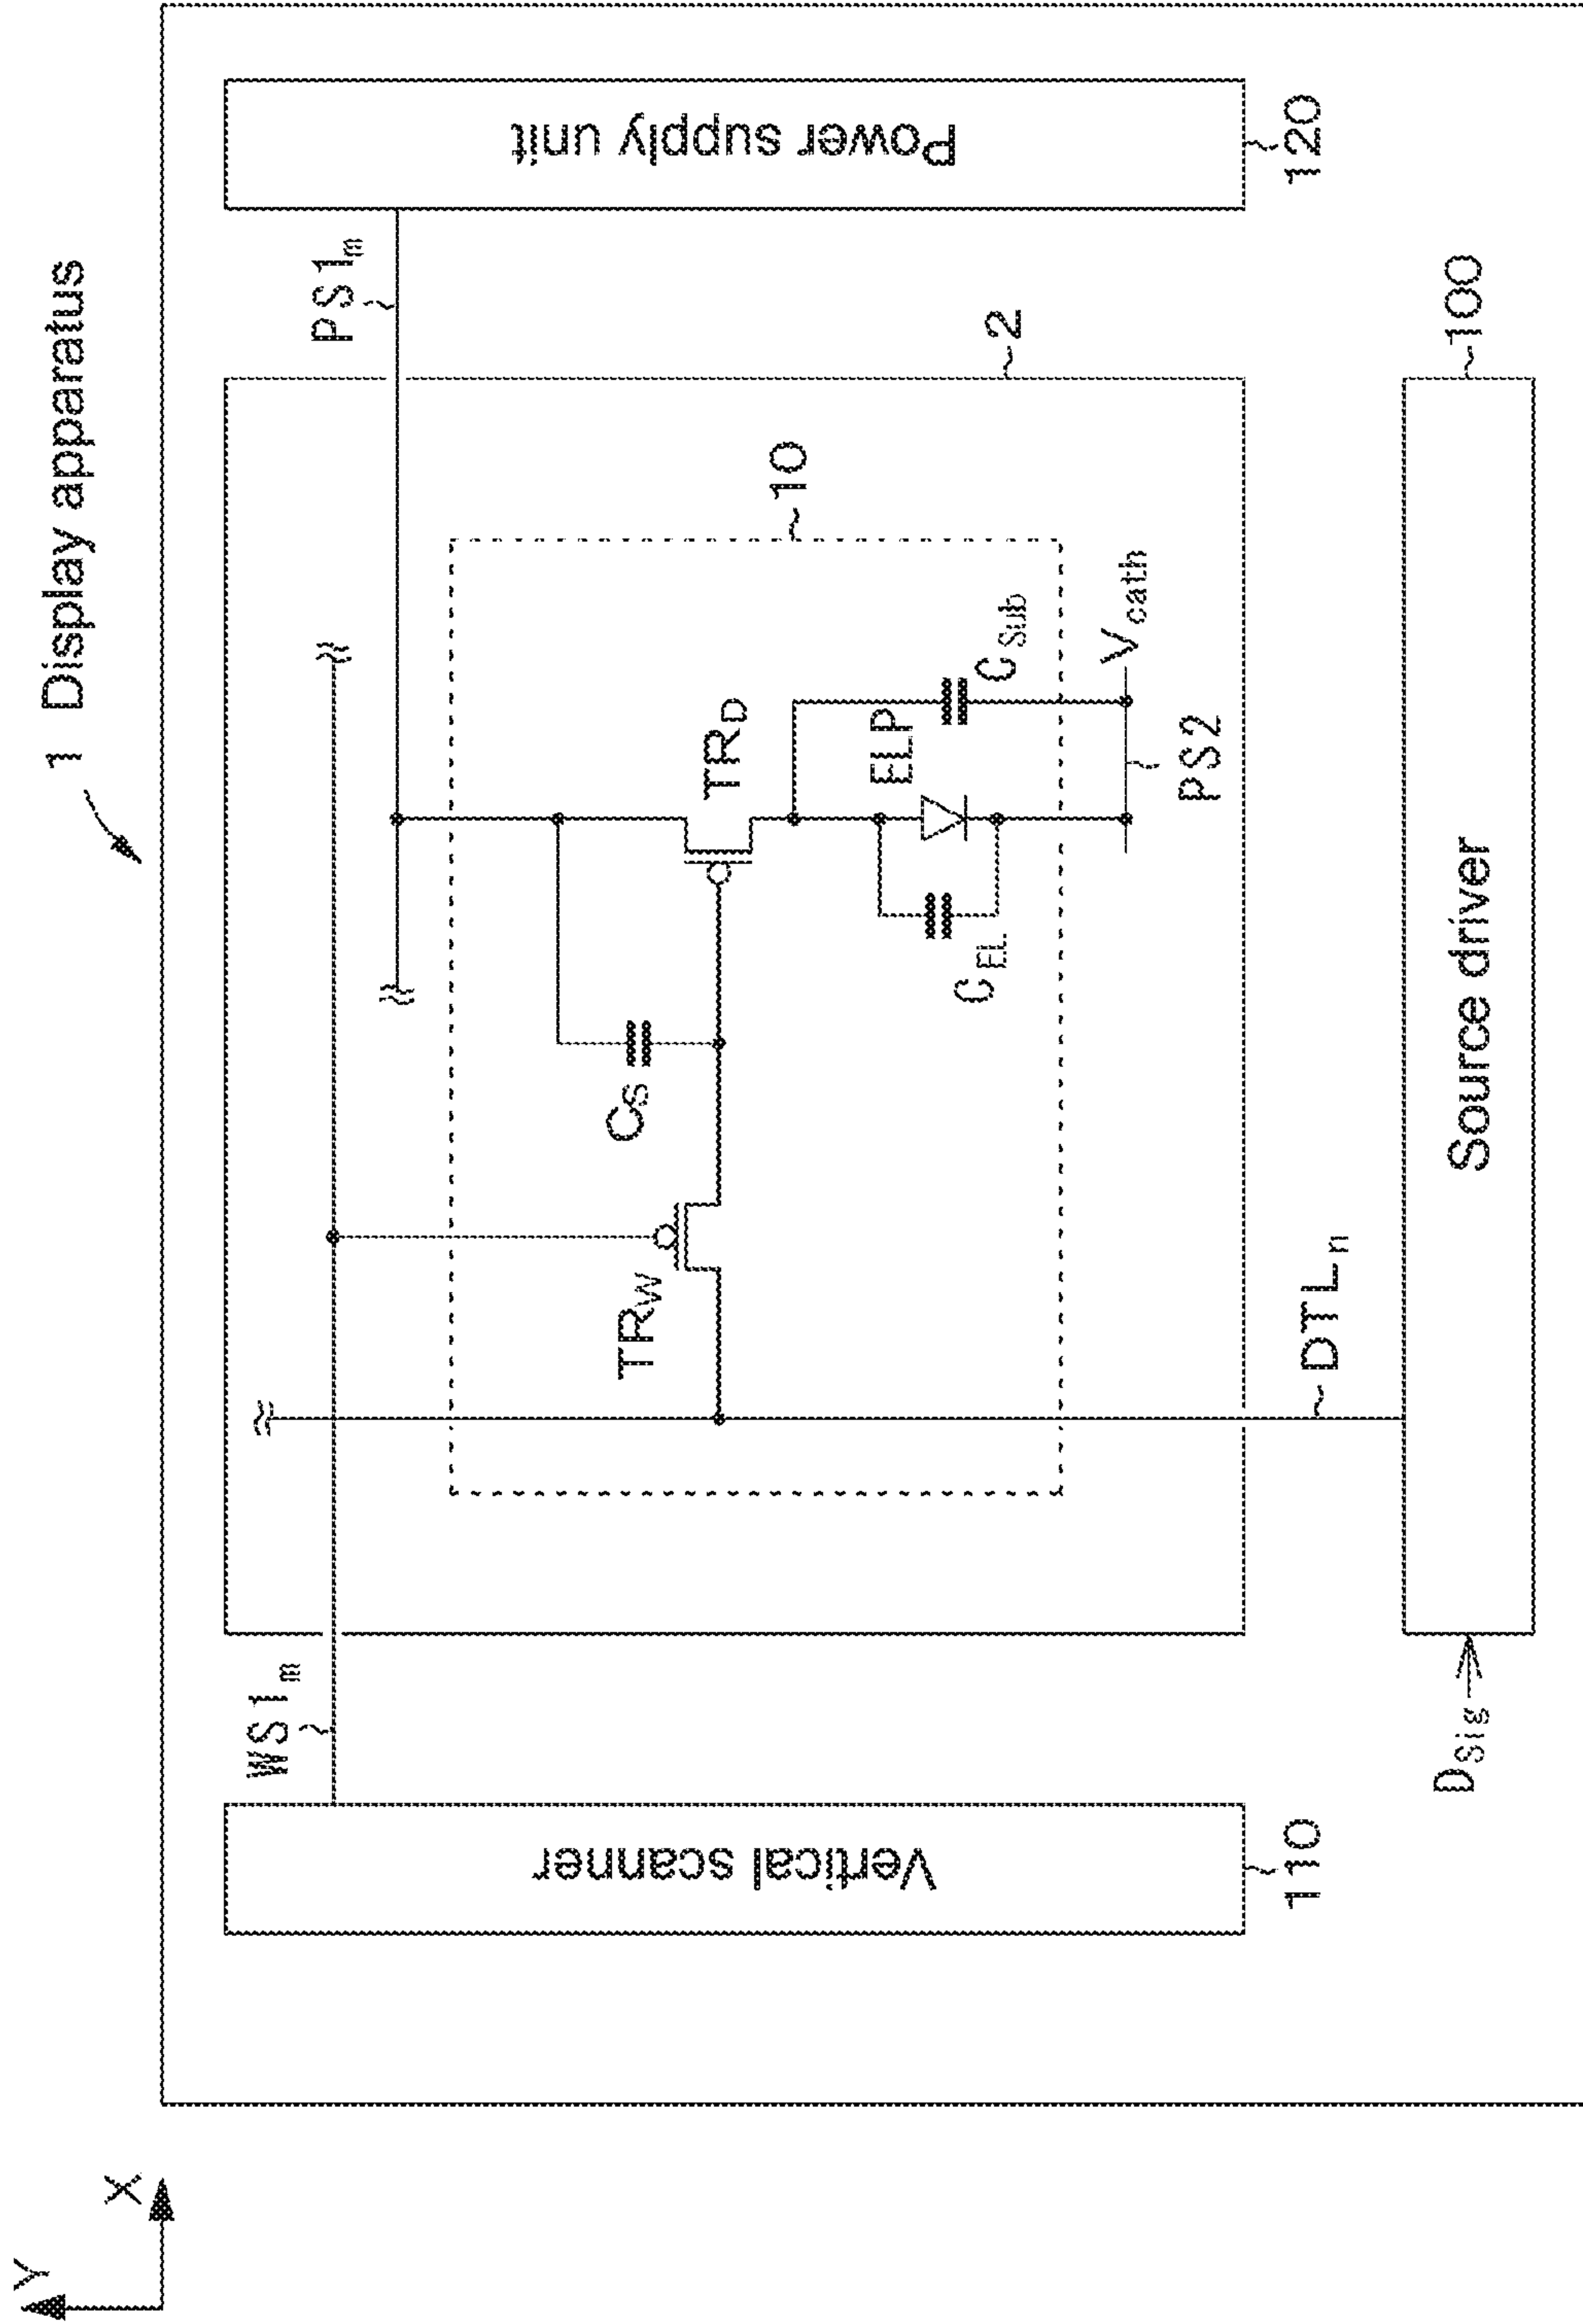 1 Display apparatus
Y
X
WS1m
PS1m
Vertical scanner
110
Power supply unit
120
2
10
TRW
CS
TRD
ELP
CEL
CSub
Vcath
PS2
DTLn
DSig
Source driver
100